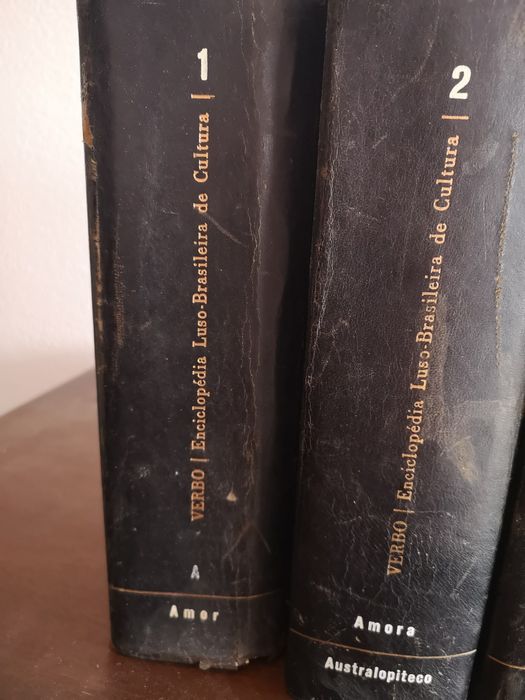 1
VERBO | Enciclopédia Luso-Brasileira de Cultura |
A
Amor
2
VERBO | Enciclopédia Luso-Brasileira de Cultura |
Amora
Australopiteco